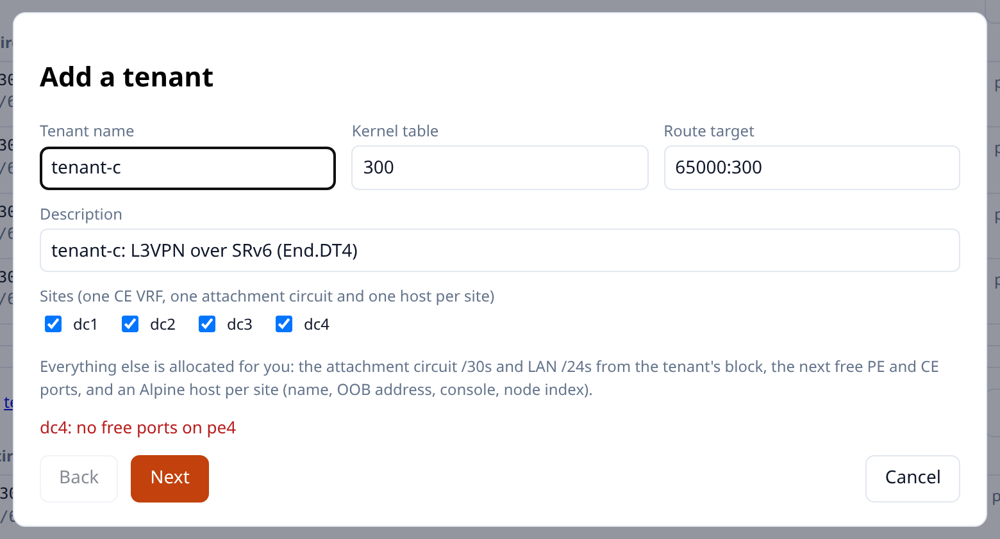 Add a tenant
Tenant name
Kernel table
Route target
tenant-c
300
65000:300
Description
tenant-c: L3VPN over SRv6 (End.DT4)
Sites (one CE VRF, one attachment circuit and one host per site)
dc1 dc2 dc3 dc4
Everything else is allocated for you: the attachment circuit /30s and LAN /24s from the tenant's block, the next free PE and CE
ports, and an Alpine host per site (name, OOB address, console, node index).
dc4: no free ports on pe4
Back
Next
Cancel